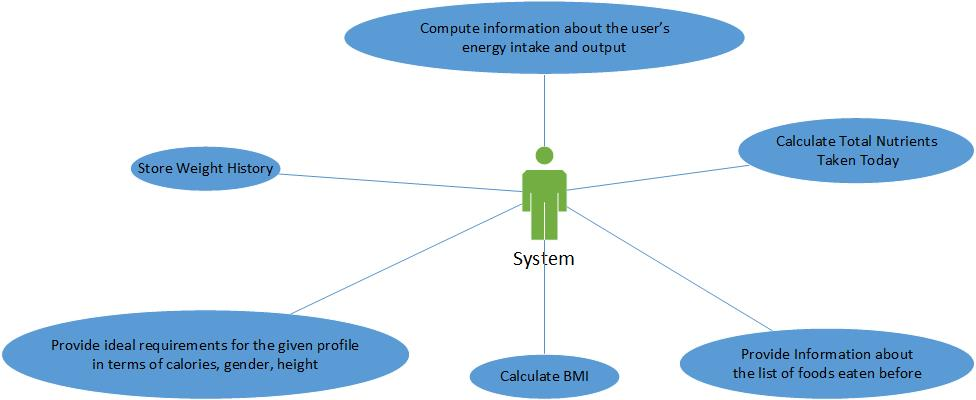 Compute information about the user's
energy intake and output
Calculate Total Nutrients
Taken Today
Store Weight History
System
Provide ideal requirements for the given profile
in terms of calories, gender, height
Calculate BMI
Provide Information about
the list of foods eaten before